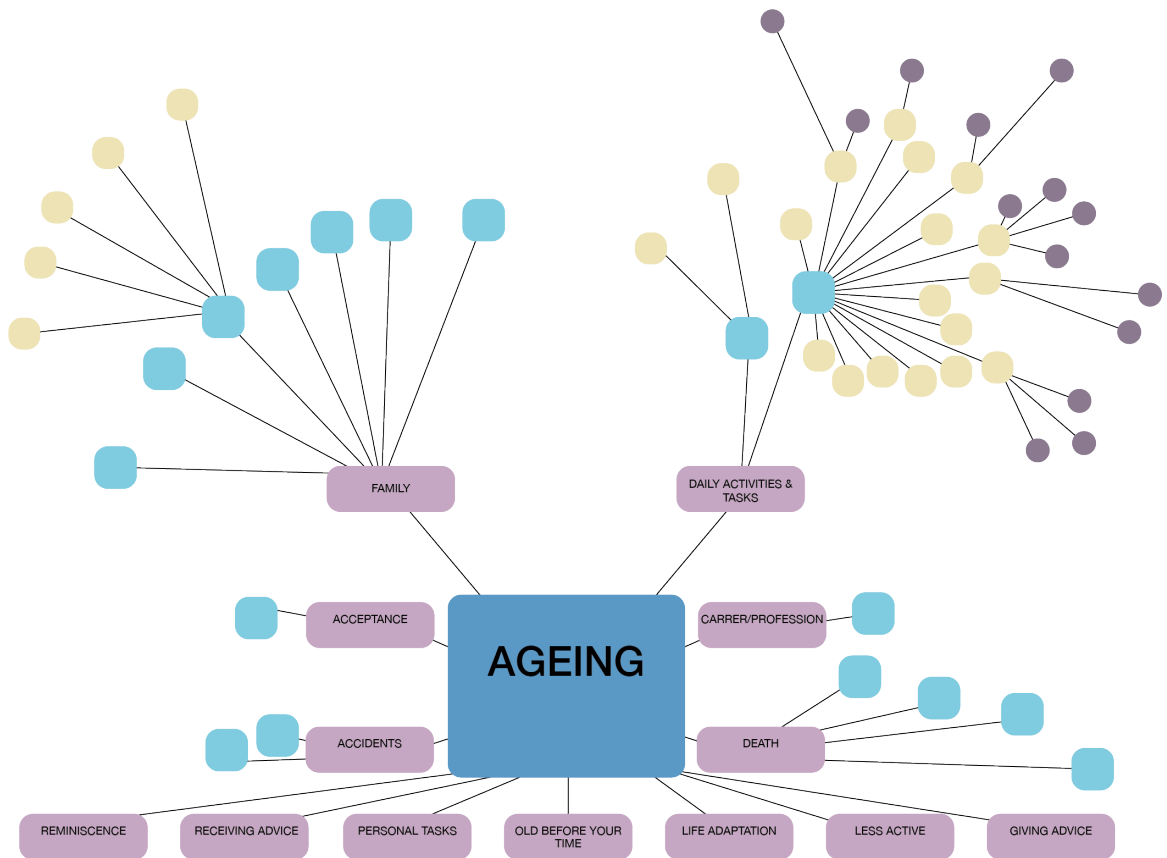 FAMILY
DAILY ACTIVITIES &
TASKS
ACCEPTANCE
CARRER/PROFESSION
AGEING
ACCIDENTS
DEATH
REMINISCENCE
RECEIVING ADVICE
PERSONAL TASKS
OLD BEFORE YOUR
TIME
LIFE ADAPTATION
LESS ACTIVE
GIVING ADVICE